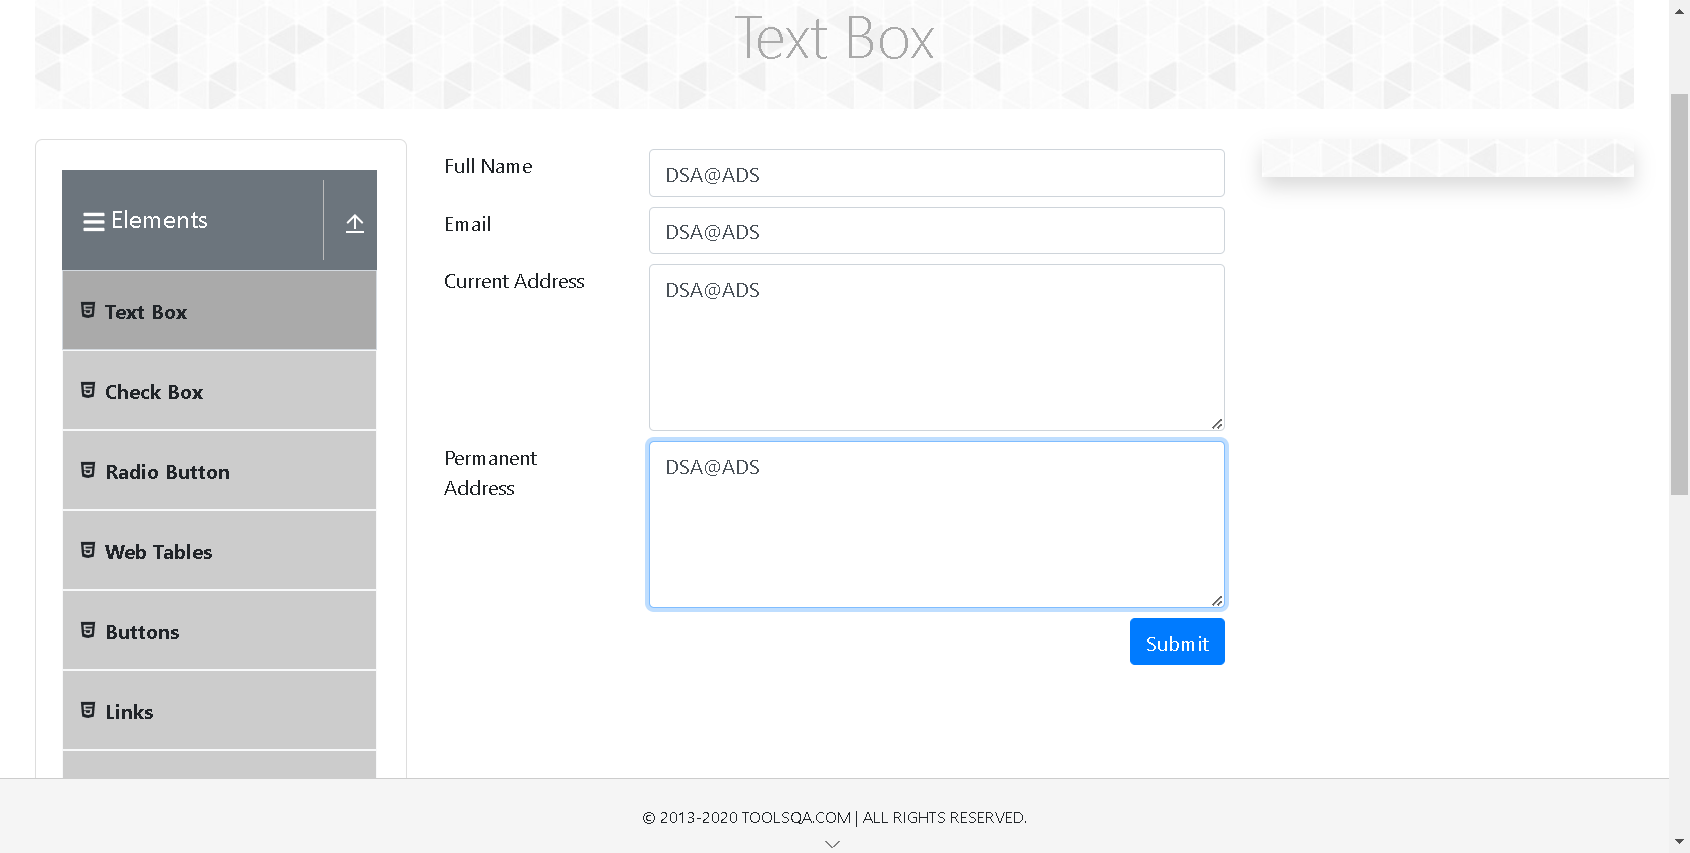 Text Box
Elements
Text Box
Check Box
Radio Button
Web Tables
Buttons
Links
Full Name
DSA@ADS
Email
DSA@ADS
Current Address
DSA@ADS
Permanent
Address
DSA@ADS
Submit
© 2013-2020 TOOLSQA.COM | ALL RIGHTS RESERVED.